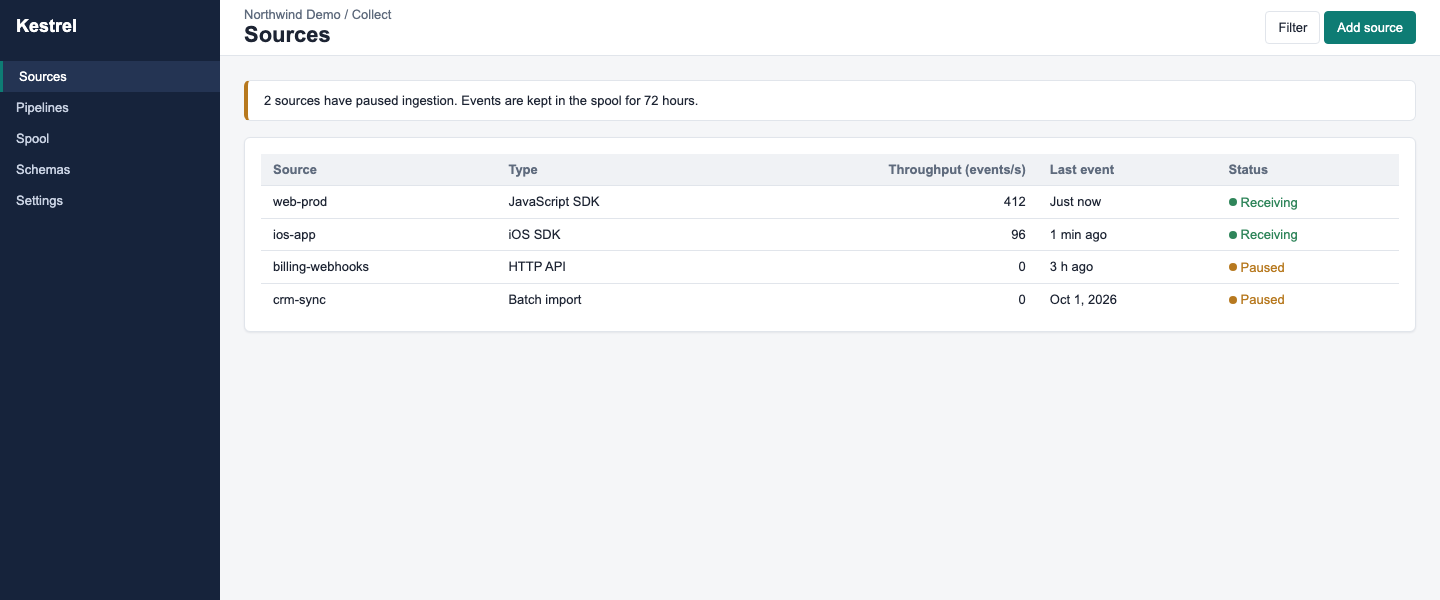 Kestrel
Sources
Pipelines
Spool
Schemas
Settings
Northwind Demo / Collect
Sources
Filter
Add source
2 sources have paused ingestion. Events are kept in the spool for 72 hours.
Source Type Throughput (events/s) Last event Status
web-prod JavaScript SDK 412 Just now Receiving
ios-app iOS SDK 96 1 min ago Receiving
billing-webhooks HTTP API 0 3 h ago Paused
crm-sync Batch import 0 Oct 1, 2026 Paused